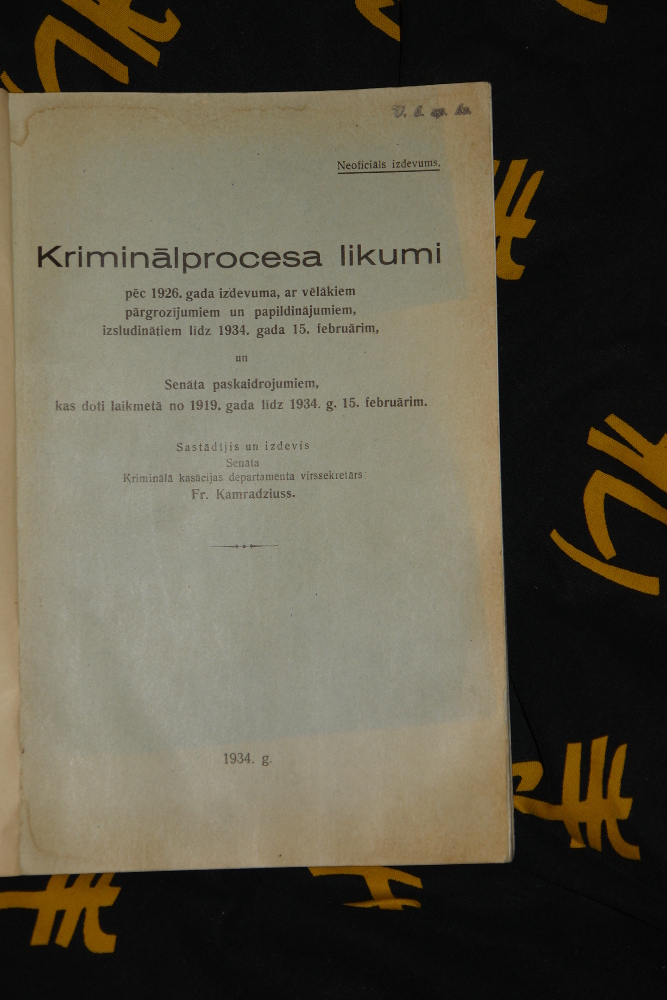 Neoficiāls izdevums.
Kriminālprocesa likumi
pēc 1926. gada izdevuma, ar vēlākiem
pārgrozījumiem un papildinājumiem,
izsludinātiem līdz 1934. gada 15. februārim,
un
Senāta paskaidrojumiem,
kas doti laikmetā no 1919. gada līdz 1934. g. 15. februārim.
Sastādījis un izdevis
Senāta
Kriminālā kasācijas departamenta virssekretārs
Fr. Kamradziuss.
1934. g.